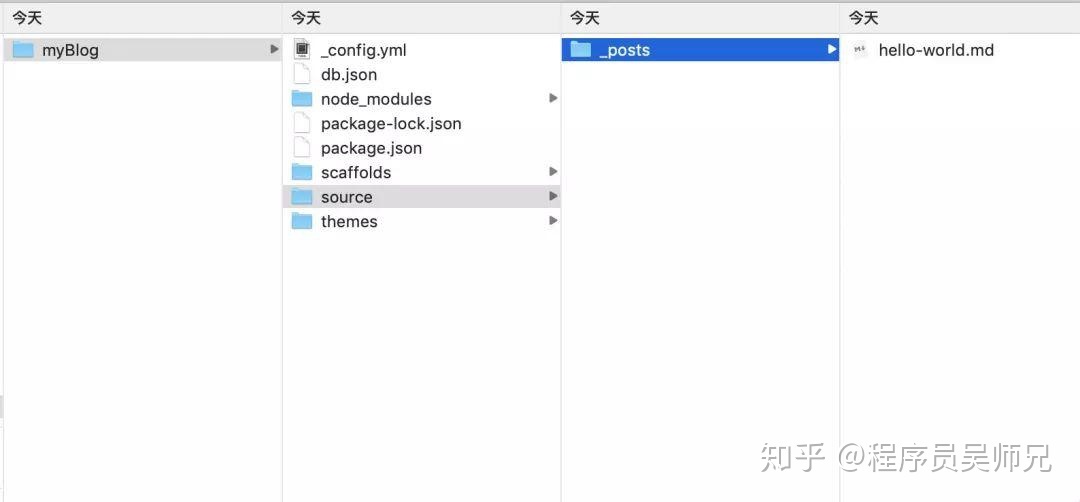 今天
myBlog
今天
_config.yml
db.json
node_modules
package-lock.json
package.json
scaffolds
source
themes
今天
_posts
今天
hello-world.md
知乎 @程序员吴师兄